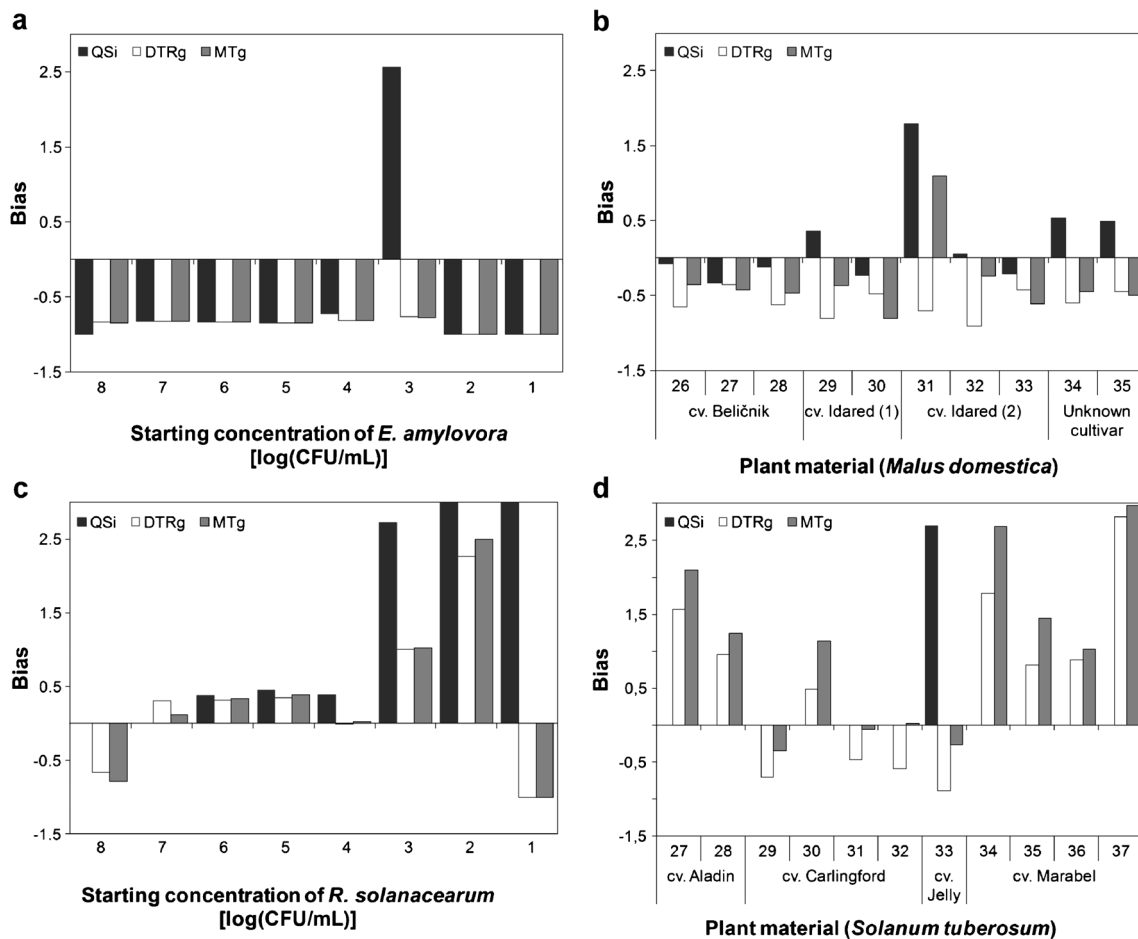 a
QSi DTRg MTg
2.5
1.5
0.5
-0.5
-1.5
Bias
8 7 6 5 4 3 2 1
Starting concentration of E. amylovora
[log(CFU/mL)]
b
QSi DTRg MTg
2.5
1.5
0.5
-0.5
-1.5
Bias
26 27 28 29 30 31 32 33 34 35
cv. Beličnik cv. Idared (1) cv. Idared (2) Unknown
cultivar
Plant material (Malus domestica)
c
QSi DTRg MTg
2.5
1.5
0.5
-0.5
-1.5
Bias
8 7 6 5 4 3 2 1
Starting concentration of R. solanacearum
[log(CFU/mL)]
d
QSi DTRg MTg
2,5
1,5
0,5
-0,5
-1,5
Bias
27 28 29 30 31 32 33 34 35 36 37
cv. Aladin cv. Carlingford cv. Jelly cv. Marabel
Plant material (Solanum tuberosum)